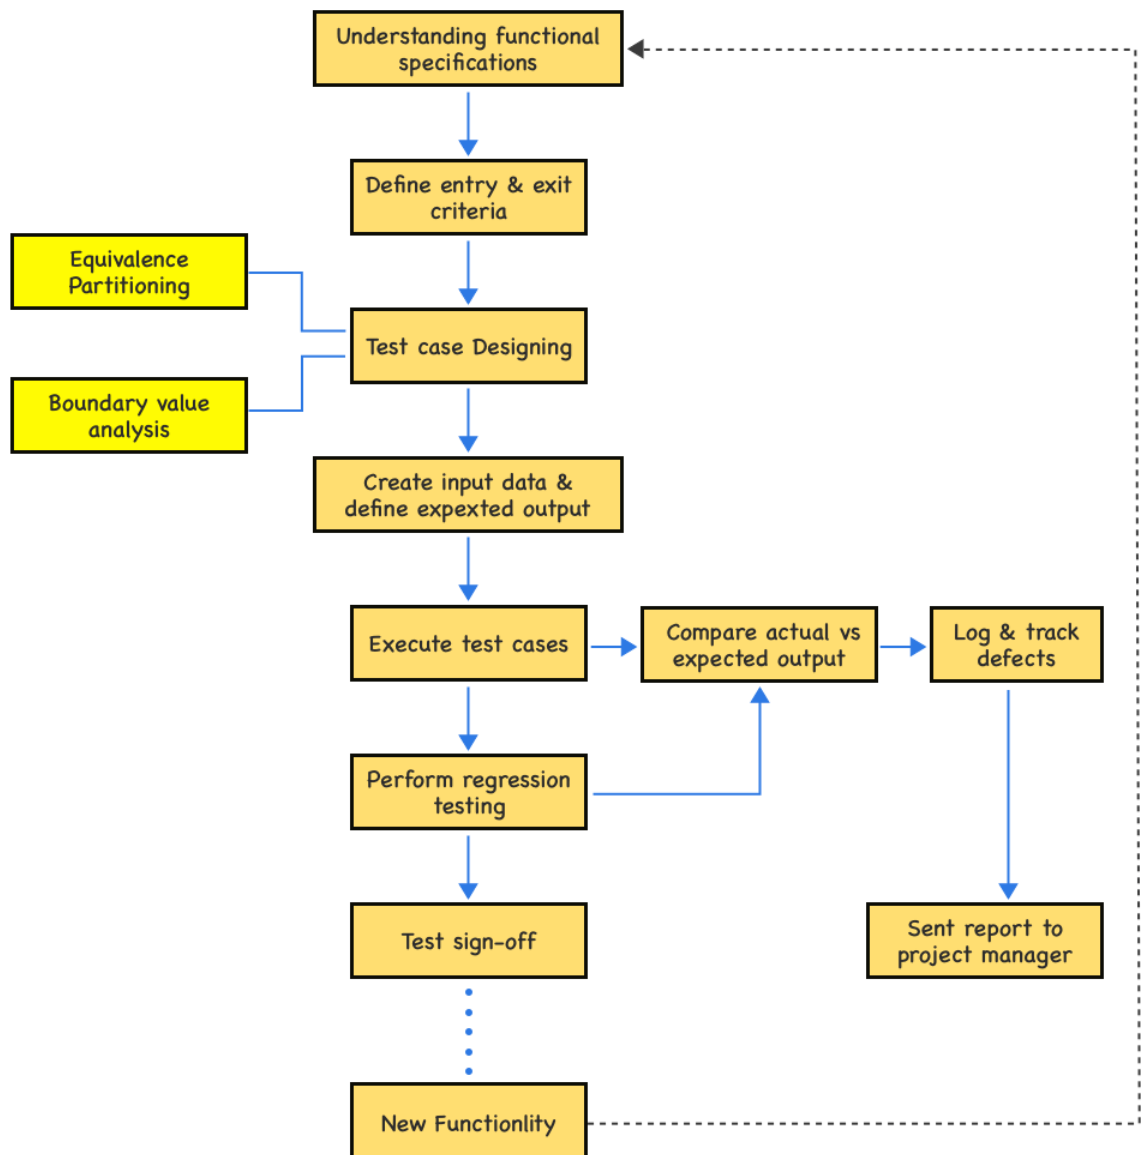 Understanding functional
specifications
Define entry & exit
criteria
Equivalence
Partitioning
Test case Designing
Boundary value
analysis
Create input data &
define expexted output
Execute test cases
Compare actual vs
expected output
Log & track
defects
Perform regression
testing
Test sign-off
Sent report to
project manager
New Functionlity